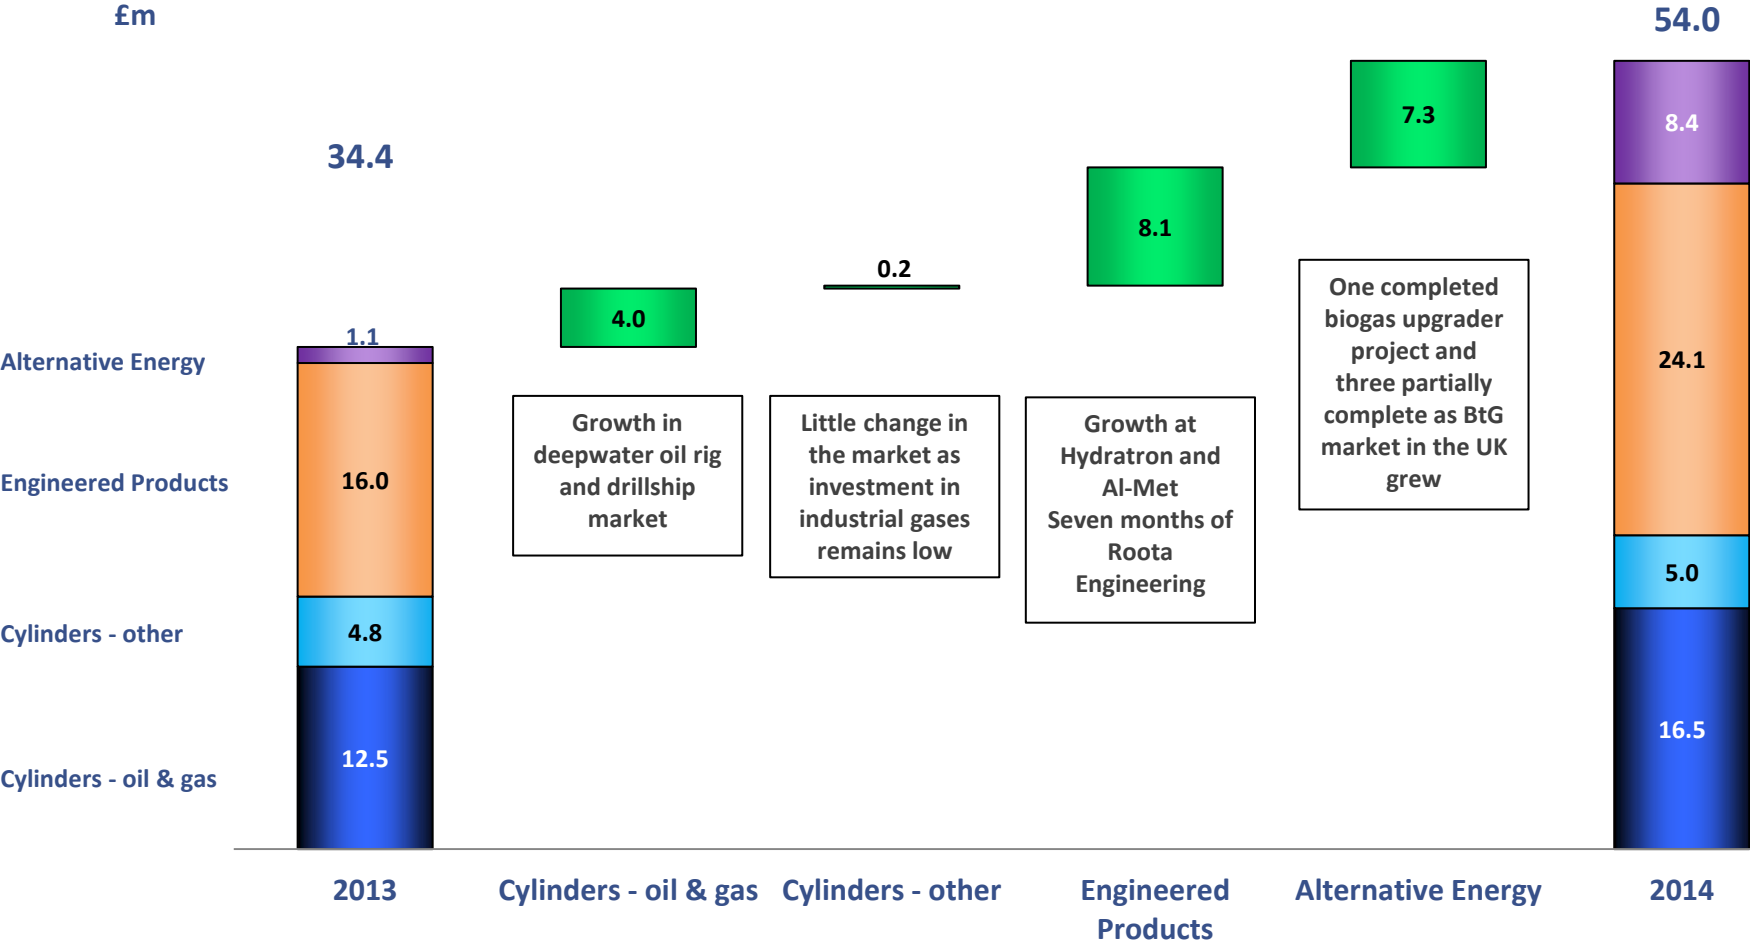 £m
54.0
34.4
1.1
Alternative Energy
Engineered Products
Cylinders - other
Cylinders - oil & gas
16.0
4.8
12.5
4.0
Growth in
deepwater oil rig
and drillship
market
0.2
Little change in
the market as
investment in
industrial gases
remains low
8.1
Growth at
Hydratron and
Al-Met
Seven months of
Roota
Engineering
7.3
One completed
biogas upgrader
project and
three partially
complete as BtG
market in the UK
grew
8.4
24.1
5.0
16.5
2013
Cylinders - oil & gas
Cylinders - other
Engineered
Products
Alternative Energy
2014